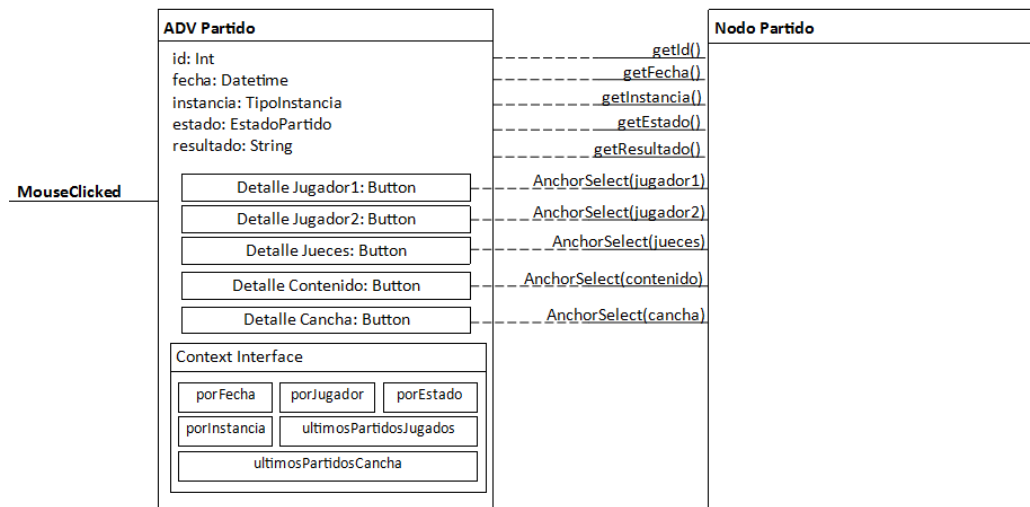 ADV Partido
Nodo Partido
id: Int
getId()
fecha: Datetime
getFecha()
instancia: TipoInstancia
getInstancia()
estado: EstadoPartido
getEstado()
resultado: String
getResultado()
MouseClicked
Detalle Jugador1: Button
AnchorSelect(jugador1)
Detalle Jugador2: Button
AnchorSelect(jugador2)
Detalle Jueces: Button
AnchorSelect(jueces)
Detalle Contenido: Button
AnchorSelect(contenido)
Detalle Cancha: Button
AnchorSelect(cancha)
Context Interface
porFecha
porJugador
porEstado
porInstancia
ultimosPartidosJugados
ultimosPartidosCancha